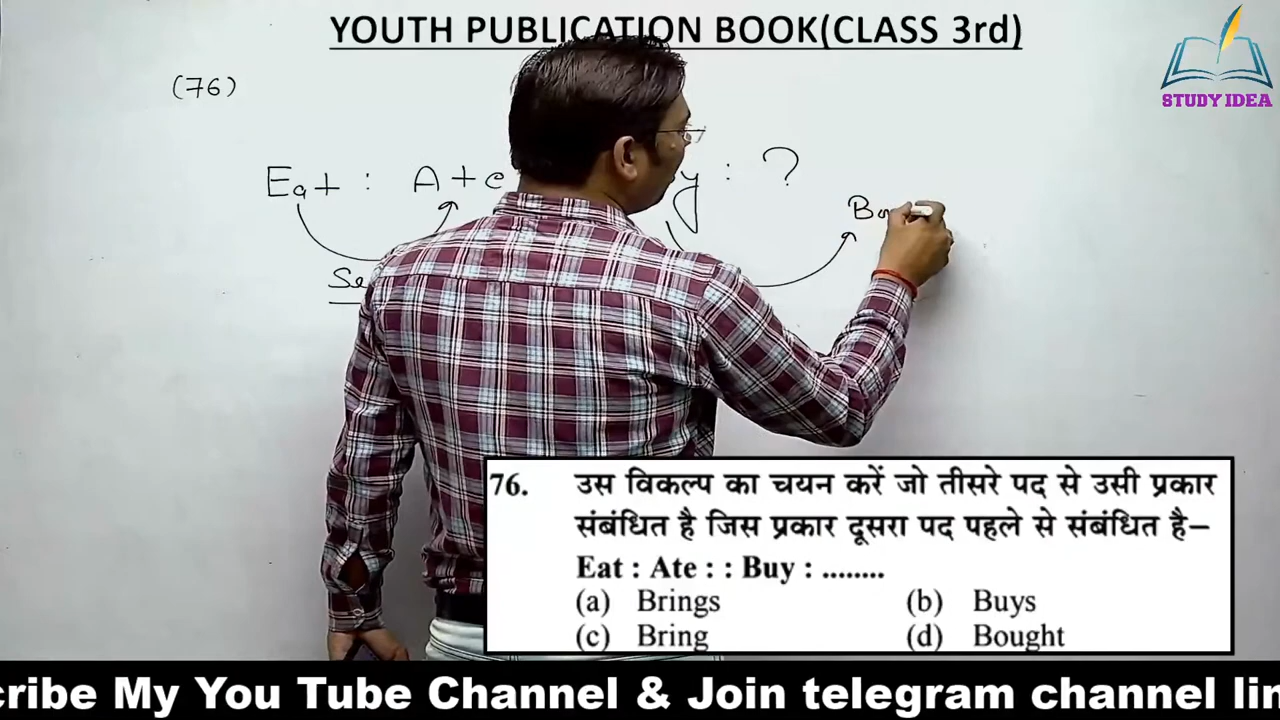 YOUTH PUBLICATION BOOK(CLASS 3rd)
STUDY IDEA
(76)
Eat : Ate y : ?
Bo
Se
76. उस विकल्प का चयन करें जो तीसरे पद से उसी प्रकार
संबंधित है जिस प्रकार दूसरा पद पहले से संबंधित है–
Eat : Ate : : Buy : ........
(a) Brings (b) Buys
(c) Bring (d) Bought
cribe My You Tube Channel & Join telegram channel lin